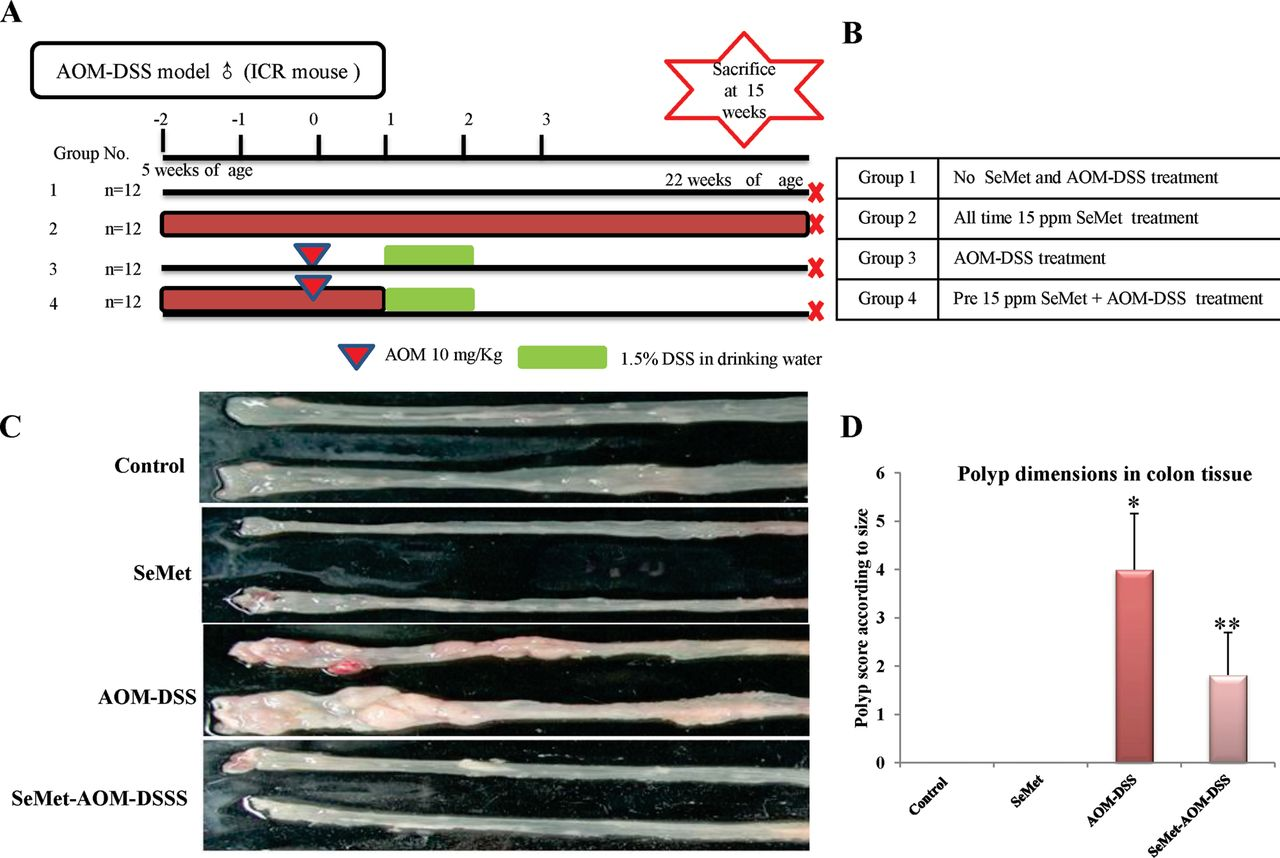 A
AOM-DSS model ♂ (ICR mouse )
Sacrifice
at 15
weeks
-2 -1 0 1 2 3
Group No.
5 weeks of age
22 weeks of age
1 n=12
2 n=12
3 n=12
4 n=12
AOM 10 mg/Kg
1.5% DSS in drinking water
B
Group 1 No SeMet and AOM-DSS treatment
Group 2 All time 15 ppm SeMet treatment
Group 3 AOM-DSS treatment
Group 4 Pre 15 ppm SeMet + AOM-DSS treatment
C
Control
SeMet
AOM-DSS
SeMet-AOM-DSSS
D
Polyp dimensions in colon tissue
Polyp score according to size
6
5
4
3
2
1
0
*
**
Control
SeMet
AOM-DSS
SeMet-AOM-DSS